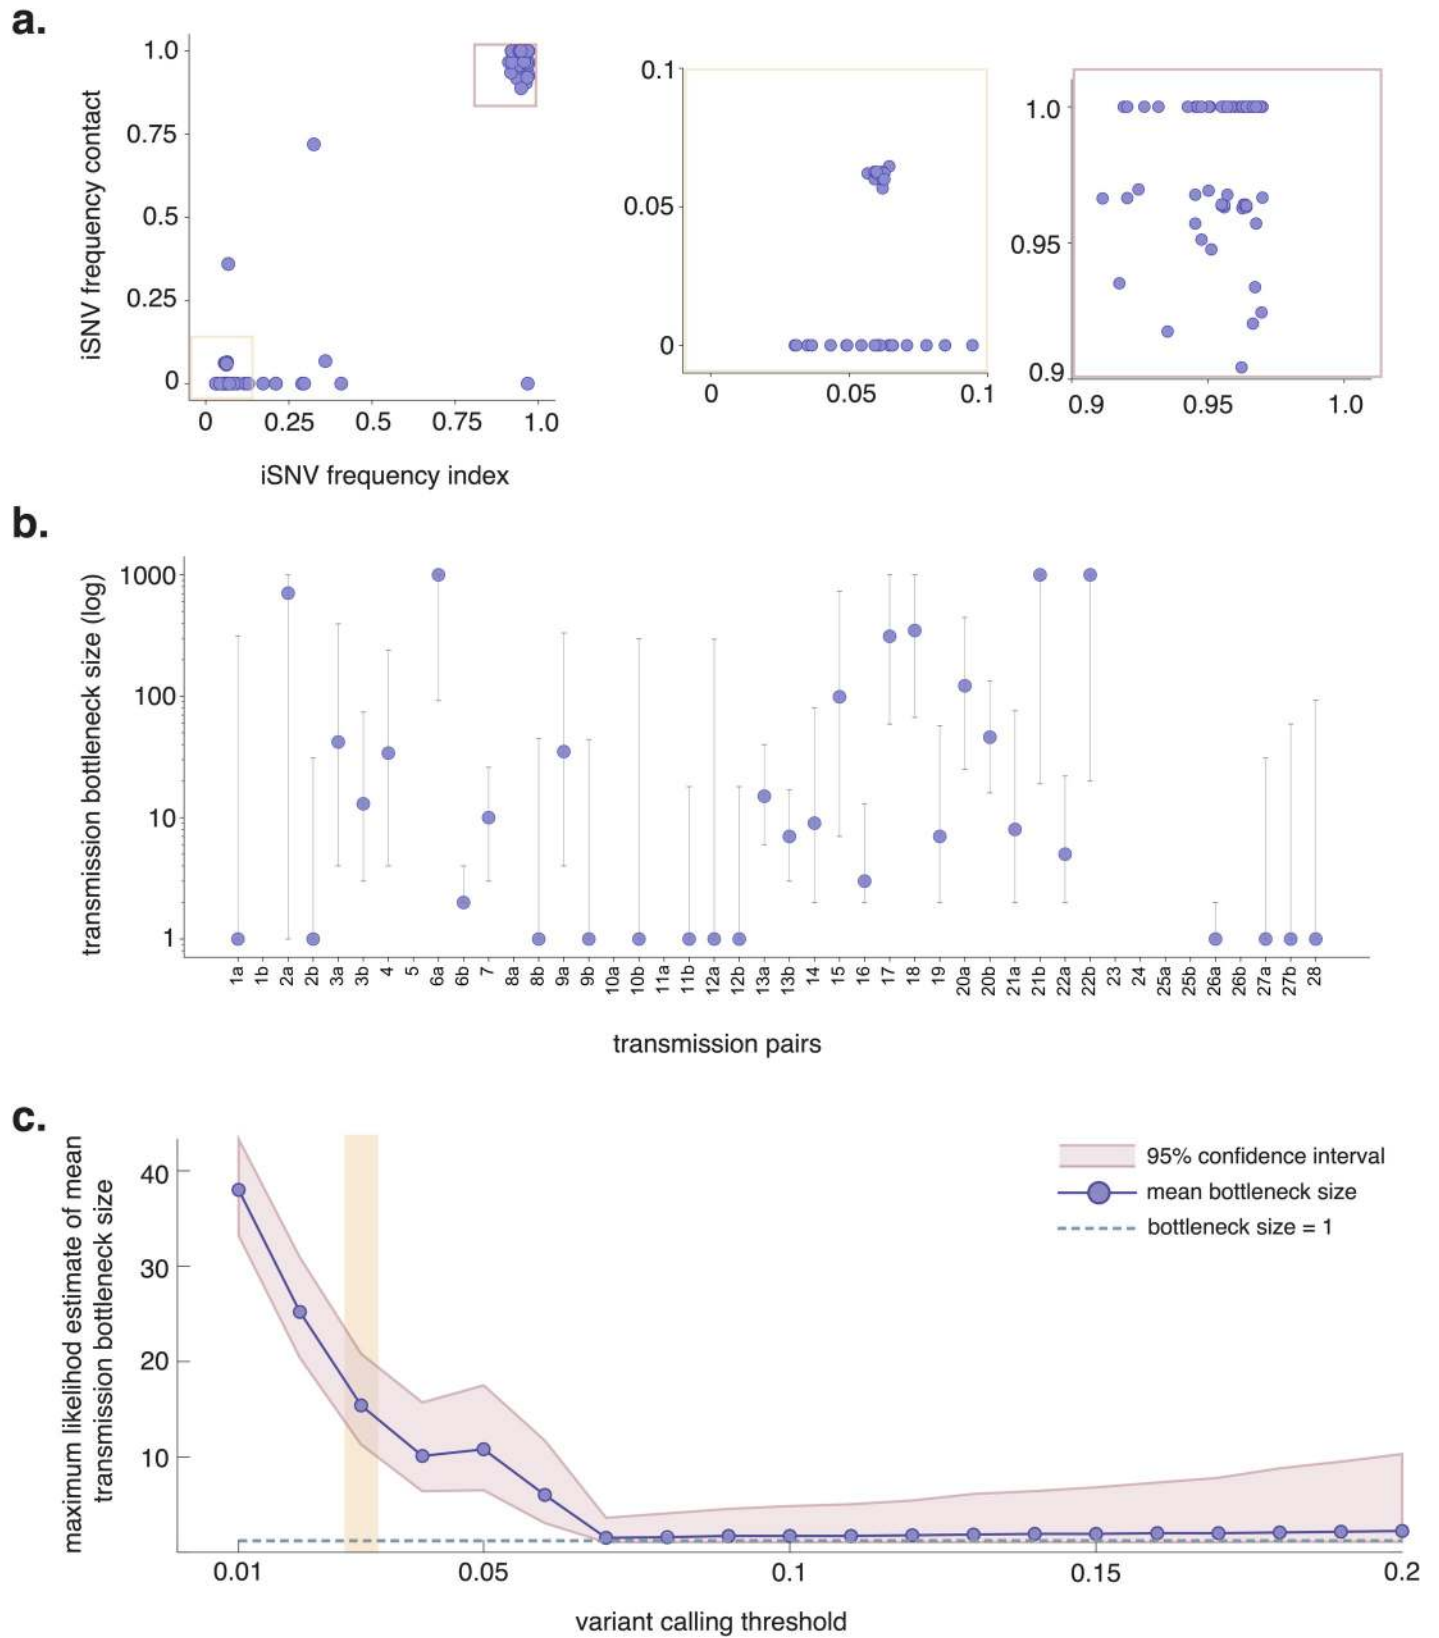 a.
iSNV frequency contact
1.0
0.75
0.5
0.25
0
0 0.25 0.5 0.75 1.0
iSNV frequency index
0.1
0.05
0
0 0.05 0.1
1.0
0.95
0.9
0.9 0.95 1.0
b.
transmission bottleneck size (log)
1000
100
10
1
1a 1b 2a 2b 3a 3b 4 5 6a 6b 7 8a 8b 9a 9b 10a 10b 11a 11b 12a 12b 13a 13b 14 15 16 17 18 19 20a 20b 21a 21b 22a 22b 23 24 25a 25b 26a 26b 27a 27b 28
transmission pairs
c.
maximum likelihod estimate of mean
transmission bottleneck size
40
30
20
10
95% confidence interval
mean bottleneck size
bottleneck size = 1
0.01 0.05 0.1 0.15 0.2
variant calling threshold